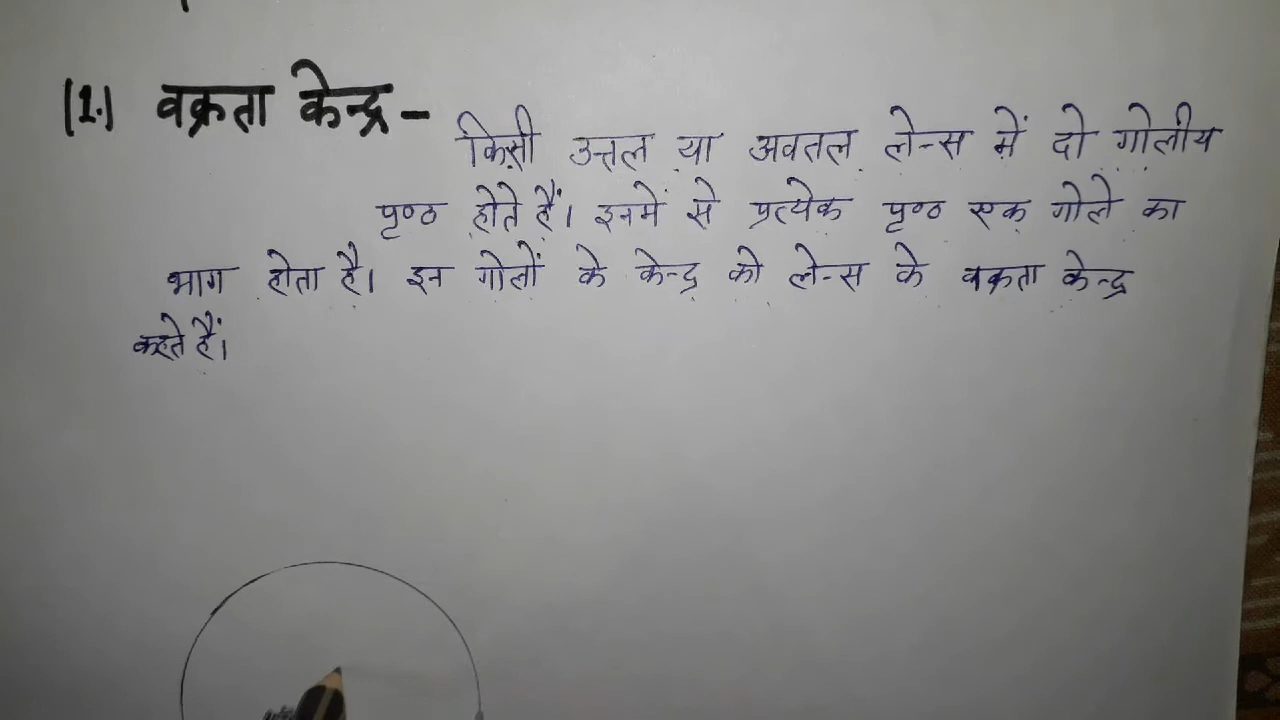 (1.) वक्रता केन्द्र -
किसी उत्तल या अवतल लेन्स में दो गोलीय
पृष्ठ होते हैं। इनमें से प्रत्येक पृष्ठ एक गोले का
भाग होता है। इन गोलों के केन्द्र को लेन्स के वक्रता केन्द्र
कहते हैं।